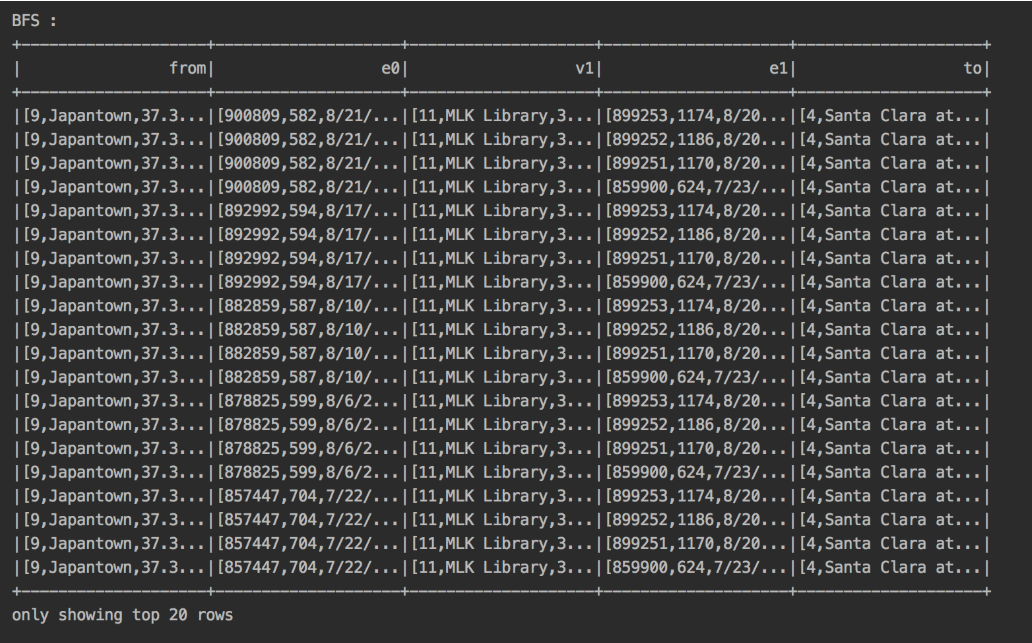 BFS :
+--------------------+--------------------+--------------------+--------------------+--------------------+
|                from|                  e0|                  v1|                  e1|                  to|
+--------------------+--------------------+--------------------+--------------------+--------------------+
|[9,Japantown,37.3...|[900809,582,8/21/...|[11,MLK Library,3...|[899253,1174,8/20...|[4,Santa Clara at...|
|[9,Japantown,37.3...|[900809,582,8/21/...|[11,MLK Library,3...|[899252,1186,8/20...|[4,Santa Clara at...|
|[9,Japantown,37.3...|[900809,582,8/21/...|[11,MLK Library,3...|[899251,1170,8/20...|[4,Santa Clara at...|
|[9,Japantown,37.3...|[900809,582,8/21/...|[11,MLK Library,3...|[859900,624,7/23/...|[4,Santa Clara at...|
|[9,Japantown,37.3...|[892992,594,8/17/...|[11,MLK Library,3...|[899253,1174,8/20...|[4,Santa Clara at...|
|[9,Japantown,37.3...|[892992,594,8/17/...|[11,MLK Library,3...|[899252,1186,8/20...|[4,Santa Clara at...|
|[9,Japantown,37.3...|[892992,594,8/17/...|[11,MLK Library,3...|[899251,1170,8/20...|[4,Santa Clara at...|
|[9,Japantown,37.3...|[892992,594,8/17/...|[11,MLK Library,3...|[859900,624,7/23/...|[4,Santa Clara at...|
|[9,Japantown,37.3...|[882859,587,8/10/...|[11,MLK Library,3...|[899253,1174,8/20...|[4,Santa Clara at...|
|[9,Japantown,37.3...|[882859,587,8/10/...|[11,MLK Library,3...|[899252,1186,8/20...|[4,Santa Clara at...|
|[9,Japantown,37.3...|[882859,587,8/10/...|[11,MLK Library,3...|[899251,1170,8/20...|[4,Santa Clara at...|
|[9,Japantown,37.3...|[882859,587,8/10/...|[11,MLK Library,3...|[859900,624,7/23/...|[4,Santa Clara at...|
|[9,Japantown,37.3...|[878825,599,8/6/2...|[11,MLK Library,3...|[899253,1174,8/20...|[4,Santa Clara at...|
|[9,Japantown,37.3...|[878825,599,8/6/2...|[11,MLK Library,3...|[899252,1186,8/20...|[4,Santa Clara at...|
|[9,Japantown,37.3...|[878825,599,8/6/2...|[11,MLK Library,3...|[899251,1170,8/20...|[4,Santa Clara at...|
|[9,Japantown,37.3...|[878825,599,8/6/2...|[11,MLK Library,3...|[859900,624,7/23/...|[4,Santa Clara at...|
|[9,Japantown,37.3...|[857447,704,7/22/...|[11,MLK Library,3...|[899253,1174,8/20...|[4,Santa Clara at...|
|[9,Japantown,37.3...|[857447,704,7/22/...|[11,MLK Library,3...|[899252,1186,8/20...|[4,Santa Clara at...|
|[9,Japantown,37.3...|[857447,704,7/22/...|[11,MLK Library,3...|[899251,1170,8/20...|[4,Santa Clara at...|
|[9,Japantown,37.3...|[857447,704,7/22/...|[11,MLK Library,3...|[859900,624,7/23/...|[4,Santa Clara at...|
+--------------------+--------------------+--------------------+--------------------+--------------------+
only showing top 20 rows